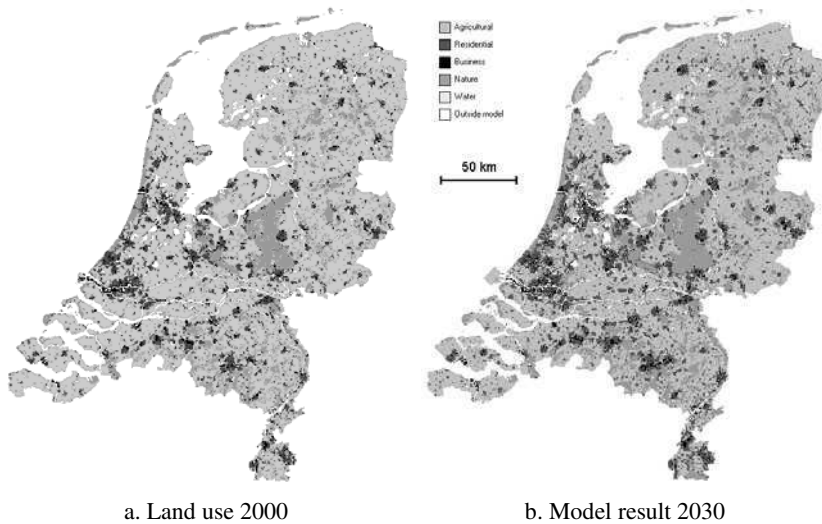 Agricultural
Residential
Business
Nature
Water
Outside model
50 km
a. Land use 2000
b. Model result 2030